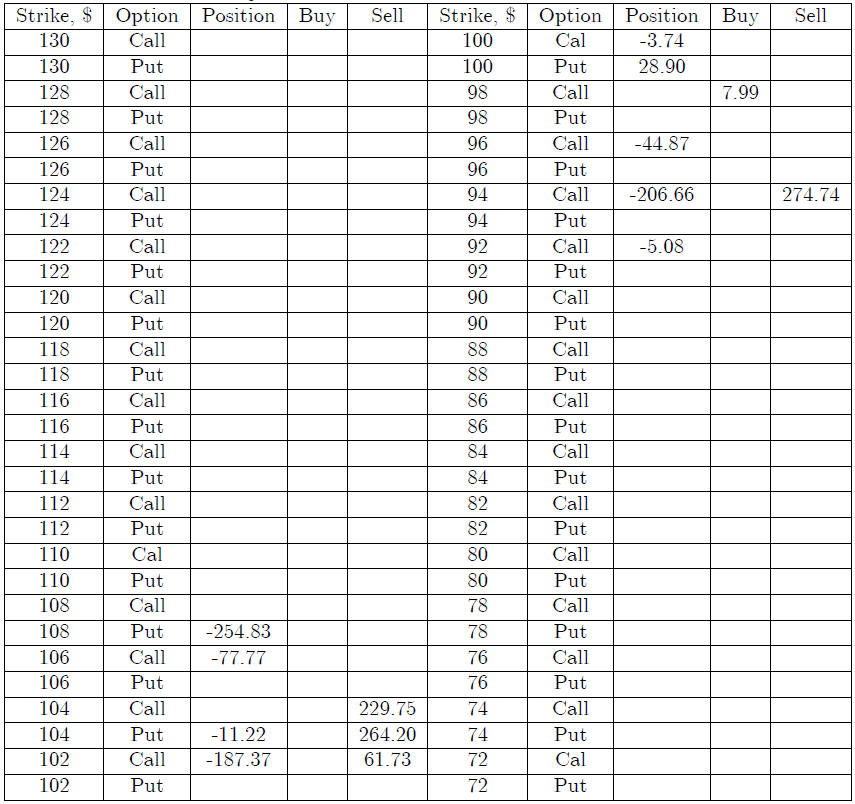 Strike, $ Option Position Buy Sell Strike, $ Option Position Buy Sell
130 Call 100 Cal -3.74
130 Put 100 Put 28.90
128 Call 98 Call 7.99
128 Put 98 Put
126 Call 96 Call -44.87
126 Put 96 Put
124 Call 94 Call -206.66 274.74
124 Put 94 Put
122 Call 92 Call -5.08
122 Put 92 Put
120 Call 90 Call
120 Put 90 Put
118 Call 88 Call
118 Put 88 Put
116 Call 86 Call
116 Put 86 Put
114 Call 84 Call
114 Put 84 Put
112 Call 82 Call
112 Put 82 Put
110 Cal 80 Call
110 Put 80 Put
108 Call 78 Call
108 Put -254.83 78 Put
106 Call -77.77 76 Call
106 Put 76 Put
104 Call 229.75 74 Call
104 Put -11.22 264.20 74 Put
102 Call -187.37 61.73 72 Cal
102 Put 72 Put